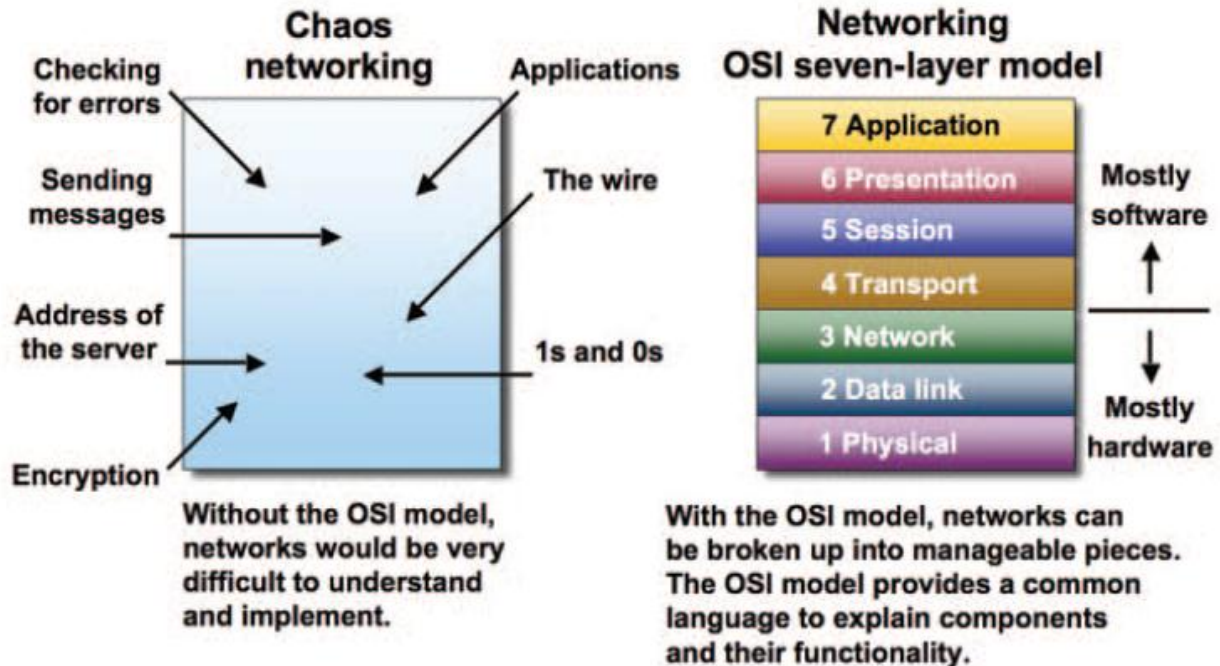 Chaos
networking
Checking
for errors
Applications
Sending
messages
The wire
Address of
the server
1s and 0s
Encryption
Without the OSI model,
networks would be very
difficult to understand
and implement.
Networking
OSI seven-layer model
7 Application
6 Presentation
5 Session
4 Transport
3 Network
2 Data link
1 Physical
Mostly
software
Mostly
hardware
With the OSI model, networks can
be broken up into manageable pieces.
The OSI model provides a common
language to explain components
and their functionality.